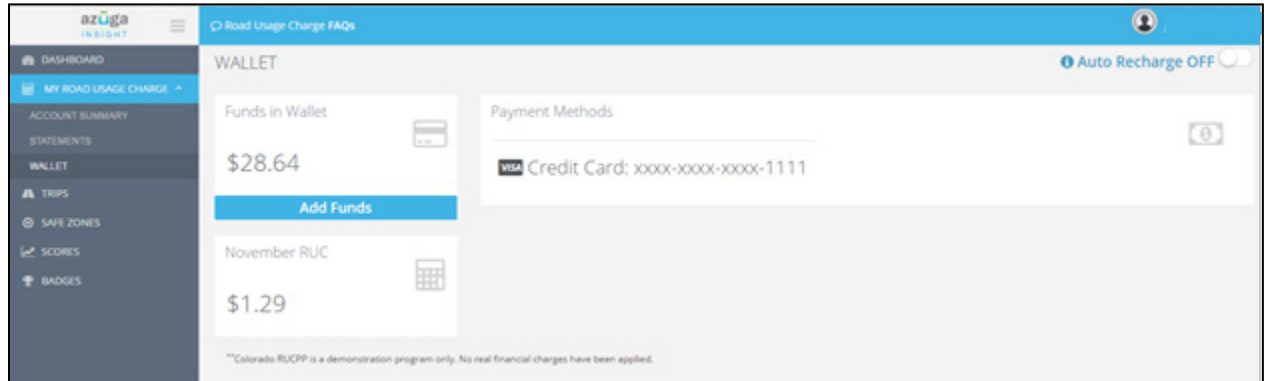 azūga
INSIGHT
Road Usage Charge FAQs
DASHBOARD
MY ROAD USAGE CHARGE
ACCOUNT SUMMARY
STATEMENTS
WALLET
TRIPS
SAFE ZONES
SCORES
BADGES
WALLET
Auto Recharge OFF
Funds in Wallet
$28.64
Add Funds
Payment Methods
VISA Credit Card: xxxx-xxxx-xxxx-1111
November RUC
$1.29
**Colorado RUCPP is a demonstration program only. No real financial charges have been applied.